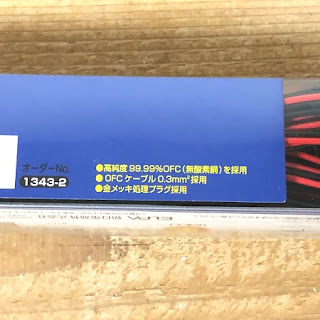 オーダーNo.
1343-2
●高純度99.99%OFC(無酸素銅)を採用
●OFCケーブル0.3mm²採用
●金メッキ処理プラグ採用
ELPA